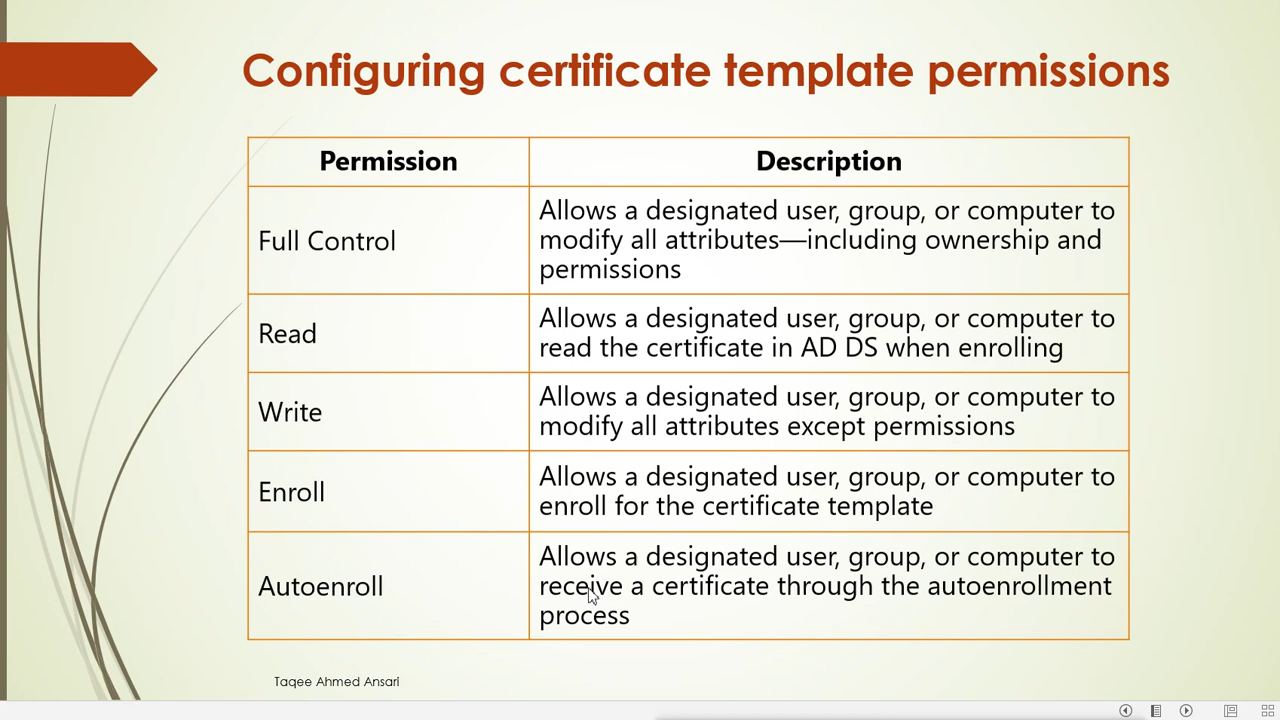 Configuring certificate template permissions
Permission
Description
Full Control
Allows a designated user, group, or computer to
modify all attributes—including ownership and
permissions
Read
Allows a designated user, group, or computer to
read the certificate in AD DS when enrolling
Write
Allows a designated user, group, or computer to
modify all attributes except permissions
Enroll
Allows a designated user, group, or computer to
enroll for the certificate template
Autoenroll
Allows a designated user, group, or computer to
receive a certificate through the autoenrollment
process
Taqee Ahmed Ansari